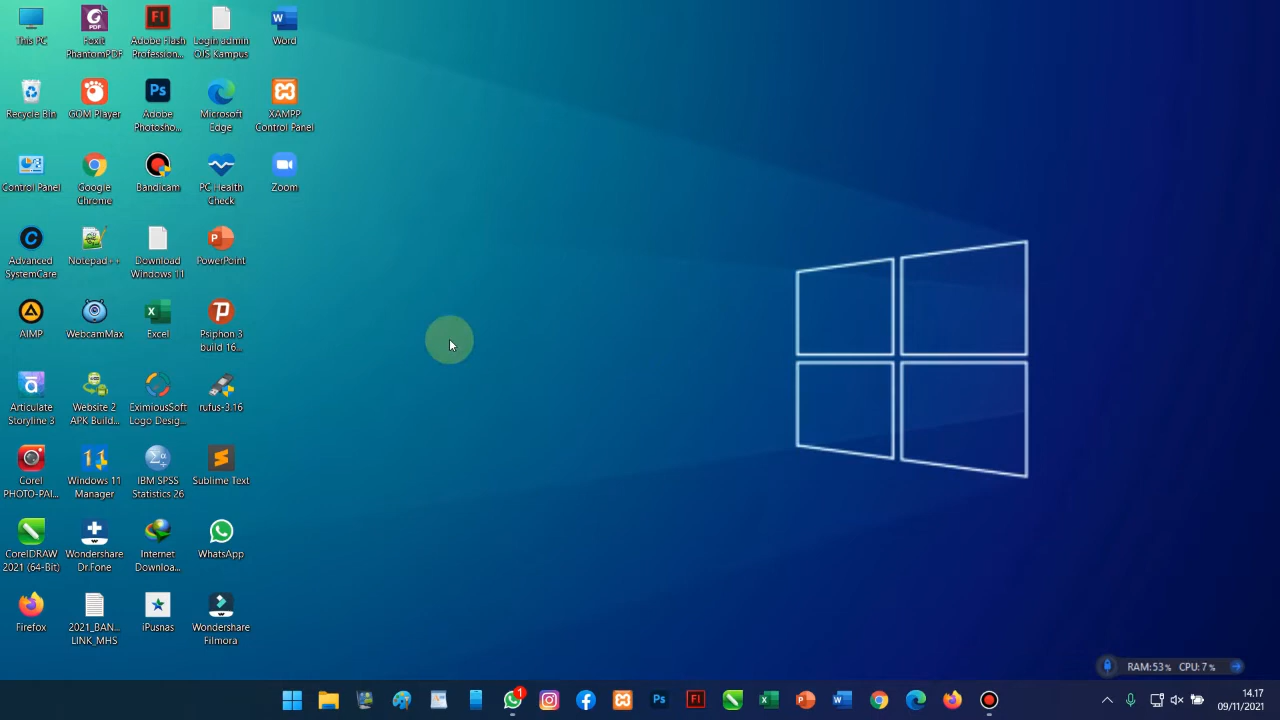 This PC
Foxit
PhantomPDF
Adobe Flash
Profession...
Login admin
OJS Kampus
Word
Recycle Bin
GOM Player
Adobe
Photosho...
Microsoft
Edge
XAMPP
Control Panel
Control Panel
Google
Chrome
Bandicam
PC Health
Check
Zoom
Advanced
SystemCare
Notepad++
Download
Windows 11
PowerPoint
AIMP
WebcamMax
Excel
Psiphon 3
build 16...
Articulate
Storyline 3
Website 2
APK Build...
EximiousSoft
Logo Desig...
rufus-3.16
Corel
PHOTO-PAI...
Windows 11
Manager
IBM SPSS
Statistics 26
Sublime Text
CorelDRAW
2021 (64-Bit)
Wondershare
Dr.Fone
Internet
Downloa...
WhatsApp
Firefox
2021_BAN...
LINK_MHS
iPusnas
Wondershare
Filmora
RAM:53% CPU: 7%
1
14.17
09/11/2021